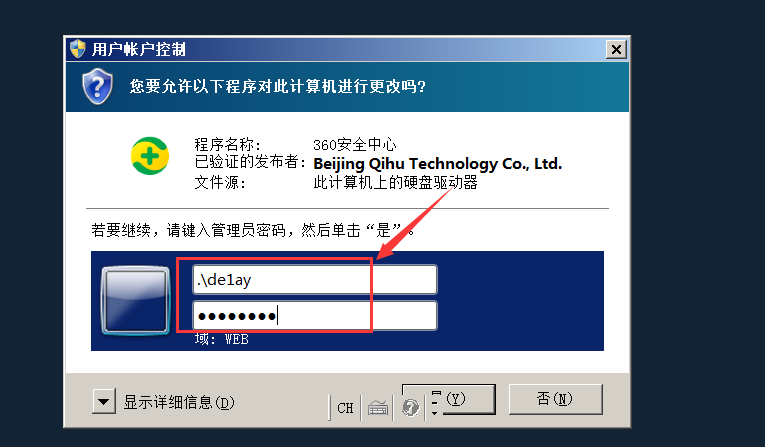 用户帐户控制
您要允许以下程序对此计算机进行更改吗?
程序名称: 360安全中心
已验证的发布者: Beijing Qihu Technology Co., Ltd.
文件源: 此计算机上的硬盘驱动器
若要继续，请键入管理员密码，然后单击“是”。
.\de1ay
●●●●●●●●
域: WEB
显示详细信息(D)
CH
(Y)
否(N)